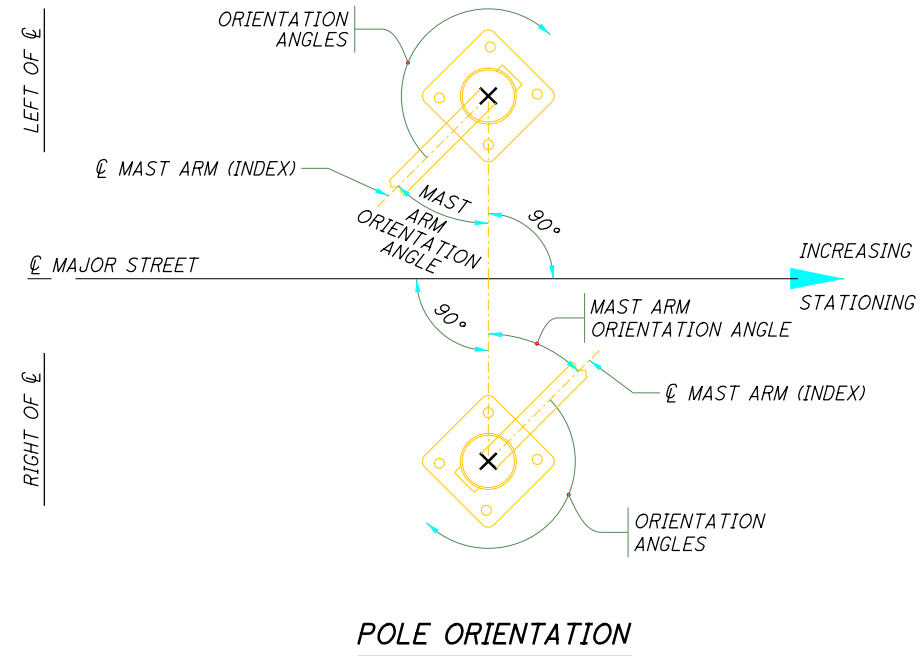 ORIENTATION
ANGLES
LEFT OF ℄
℄ MAST ARM (INDEX)
MAST
ARM
ORIENTATION
ANGLE
90°
℄ MAJOR STREET
INCREASING
STATIONING
90°
MAST ARM
ORIENTATION ANGLE
RIGHT OF ℄
℄ MAST ARM (INDEX)
ORIENTATION
ANGLES
POLE ORIENTATION